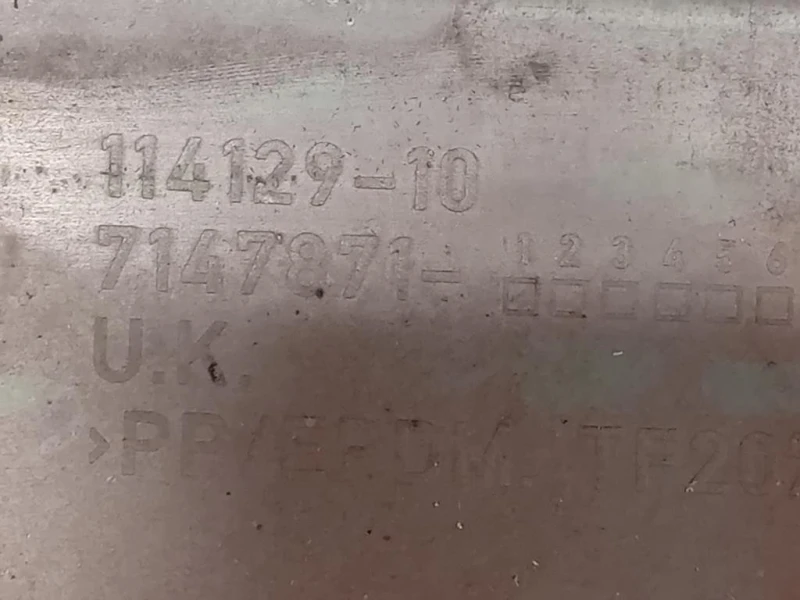 114129-10
7147871- 1 2 3 4 5 6
U.K.
>PP/EPDM. TF20